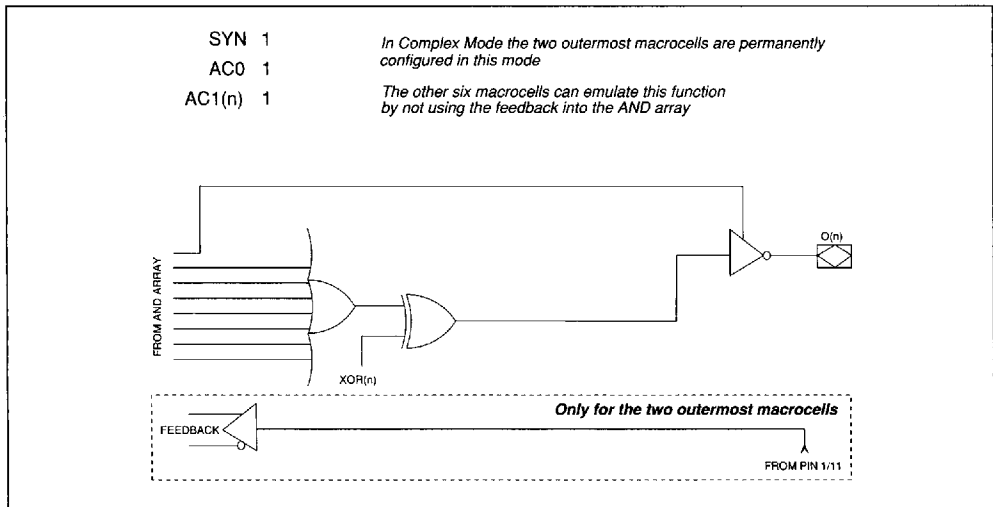 SYN 1
AC0 1
AC1(n) 1
In Complex Mode the two outermost macrocells are permanently
configured in this mode
The other six macrocells can emulate this function
by not using the feedback into the AND array
O(n)
FROM AND ARRAY
XOR(n)
Only for the two outermost macrocells
FEEDBACK
FROM PIN 1/11